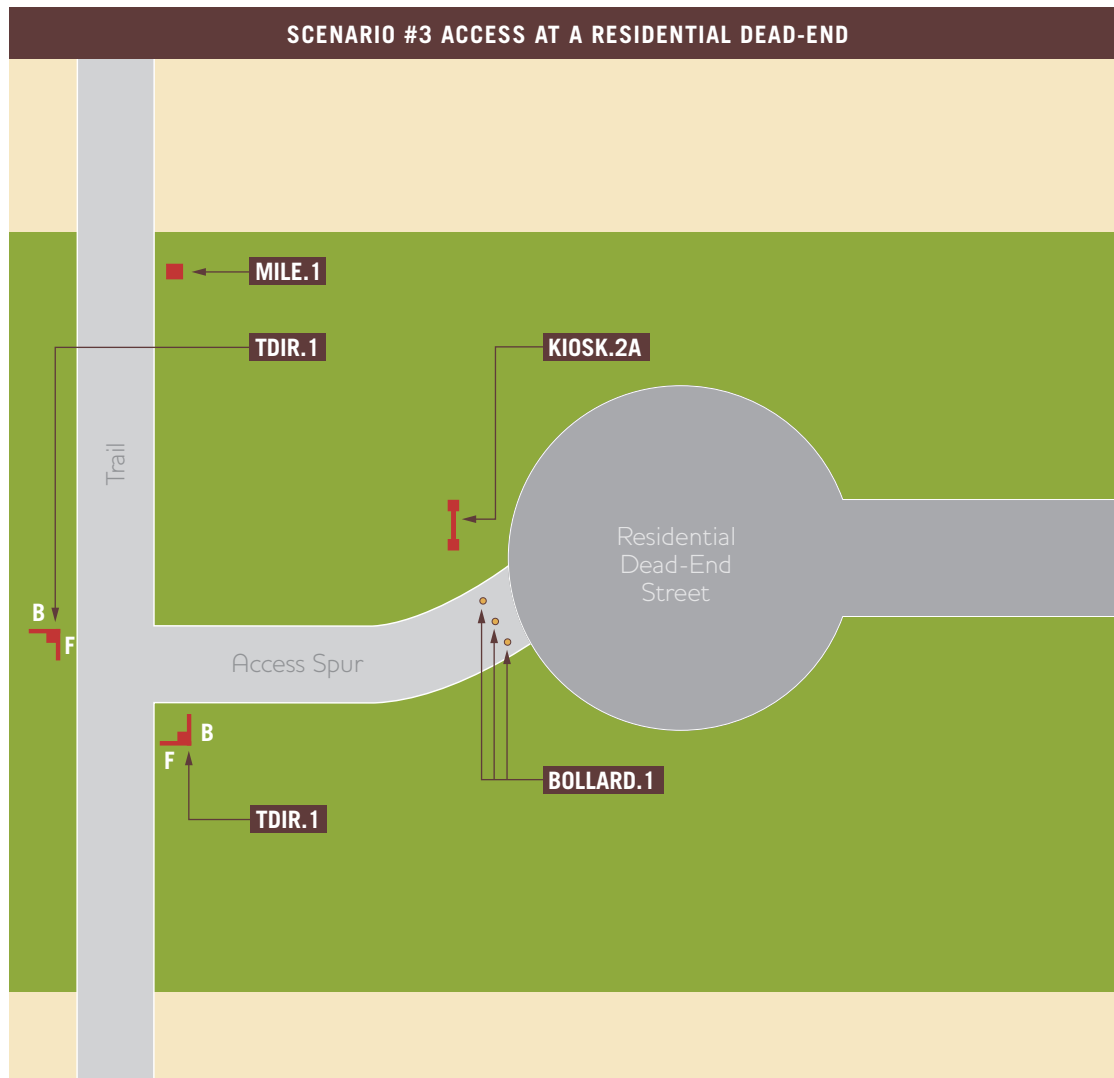 SCENARIO #3 ACCESS AT A RESIDENTIAL DEAD-END
MILE.1
TDIR.1
KIOSK.2A
Trail
Residential
Dead-End
Street
B
F
Access Spur
B
F
BOLLARD.1
TDIR.1